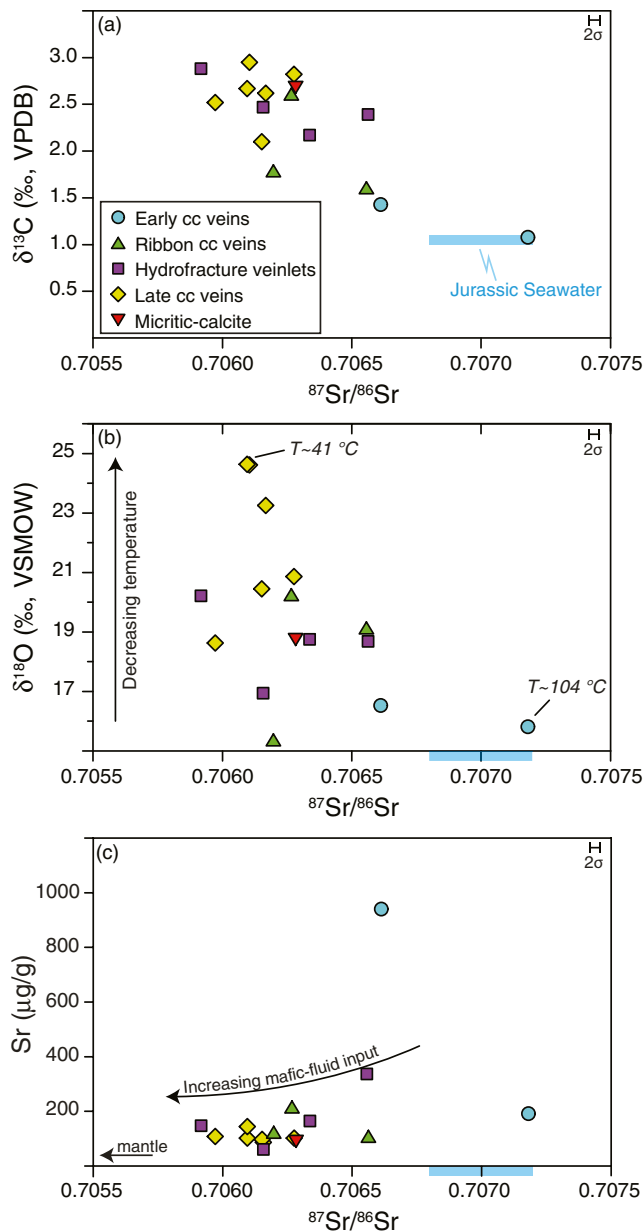 (a)
2σ
3.0
2.5
2.0
1.5
1.0
0.5
δ13C (‰, VPDB)
Early cc veins
Ribbon cc veins
Hydrofracture veinlets
Late cc veins
Micritic-calcite
Jurassic Seawater
0.7055 0.7060 0.7065 0.7070 0.7075
87Sr/86Sr
(b)
2σ
T~41 °C
25
23
21
19
17
δ18O (‰, VSMOW)
Decreasing temperature
T~104 °C
0.7055 0.7060 0.7065 0.7070 0.7075
87Sr/86Sr
(c)
2σ
1000
800
600
400
200
Sr (μg/g)
Increasing mafic-fluid input
mantle
0.7055 0.7060 0.7065 0.7070 0.7075
87Sr/86Sr